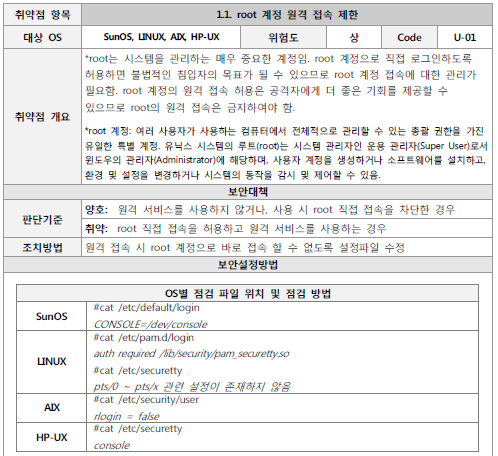 취약점 항목 1.1. root 계정 원격 접속 제한
대상 OS SunOS, LINUX, AIX, HP-UX 위험도 상 Code U-01
취약점 개요
*root는 시스템을 관리하는 매우 중요한 계정임. root 계정으로 직접 로그인하도록
허용하면 불법적인 침입자의 목표가 될 수 있으므로 root 계정 접속에 대한 관리가
필요함. root 계정의 원격 접속 허용은 공격자에게 더 좋은 기회를 제공할 수
있으므로 root의 원격 접속은 금지하여야 함.
*root 계정: 여러 사용자가 사용하는 컴퓨터에서 전체적으로 관리할 수 있는 총괄 권한을 가진
유일한 특별 계정. 유닉스 시스템의 루트(root)는 시스템 관리자인 운용 관리자(Super User)로서
윈도우의 관리자(Administrator)에 해당하며, 사용자 계정을 생성하거나 소프트웨어를 설치하고,
환경 및 설정을 변경하거나 시스템의 동작을 감시 및 제어할 수 있음.
보안대책
판단기준
양호: 원격 서비스를 사용하지 않거나, 사용 시 root 직접 접속을 차단한 경우
취약: root 직접 접속을 허용하고 원격 서비스를 사용하는 경우
조치방법 원격 접속 시 root 계정으로 바로 접속 할 수 없도록 설정파일 수정
보안설정방법
OS별 점검 파일 위치 및 점검 방법
SunOS
#cat /etc/default/login
CONSOLE=/dev/console
LINUX
#cat /etc/pam.d/login
auth required /lib/security/pam_securetty.so
#cat /etc/securetty
pts/0 ~ pts/x 관련 설정이 존재하지 않음
AIX
#cat /etc/security/user
rlogin = false
HP-UX
#cat /etc/securetty
console